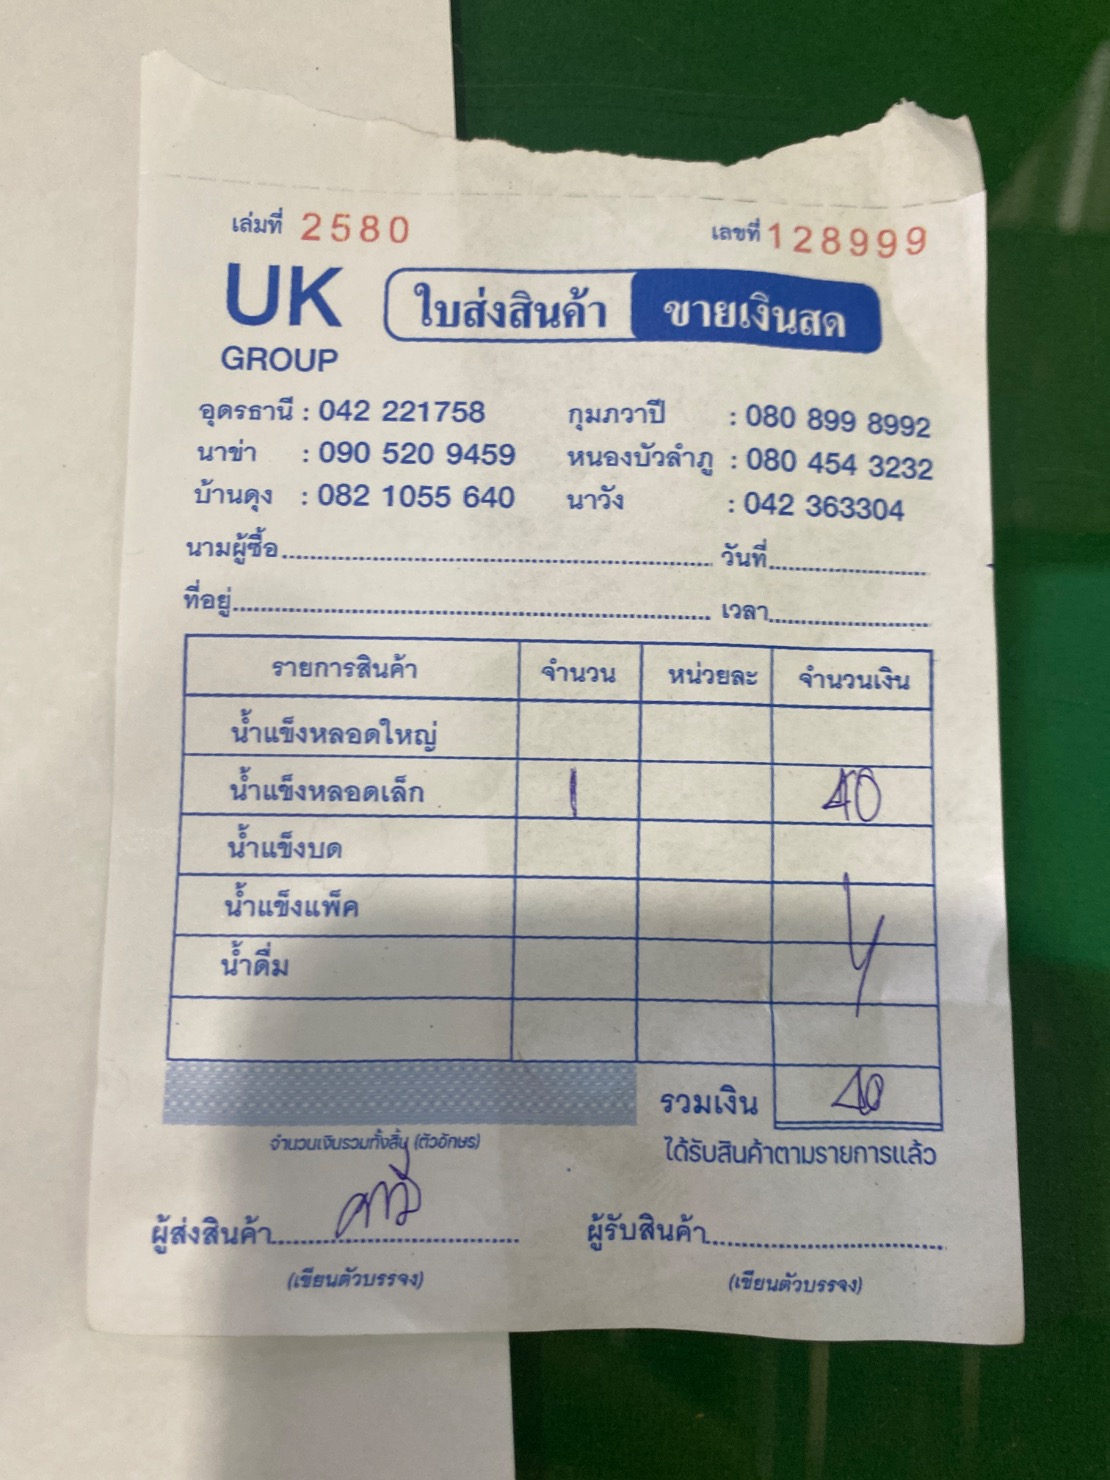 เล่มที่ 2580 เลขที่ 128999
UK GROUP ใบส่งสินค้า ขายเงินสด
อุดรธานี : 042 221758 กุมภวาปี : 080 899 8992
นาข่า : 090 520 9459 หนองบัวลำภู : 080 454 3232
บ้านดุง : 082 1055 640 นาวัง : 042 363304
นามผู้ซื้อ วันที่
ที่อยู่ เวลา
รายการสินค้า จำนวน หน่วยละ จำนวนเงิน
น้ำแข็งหลอดใหญ่
น้ำแข็งหลอดเล็ก 1 40
น้ำแข็งบด
น้ำแข็งแพ็ค
น้ำดื่ม
รวมเงิน 40
จำนวนเงินรวมทั้งสิ้น (ตัวอักษร) ได้รับสินค้าตามรายการแล้ว
ผู้ส่งสินค้า ผู้รับสินค้า
(เขียนตัวบรรจง) (เขียนตัวบรรจง)